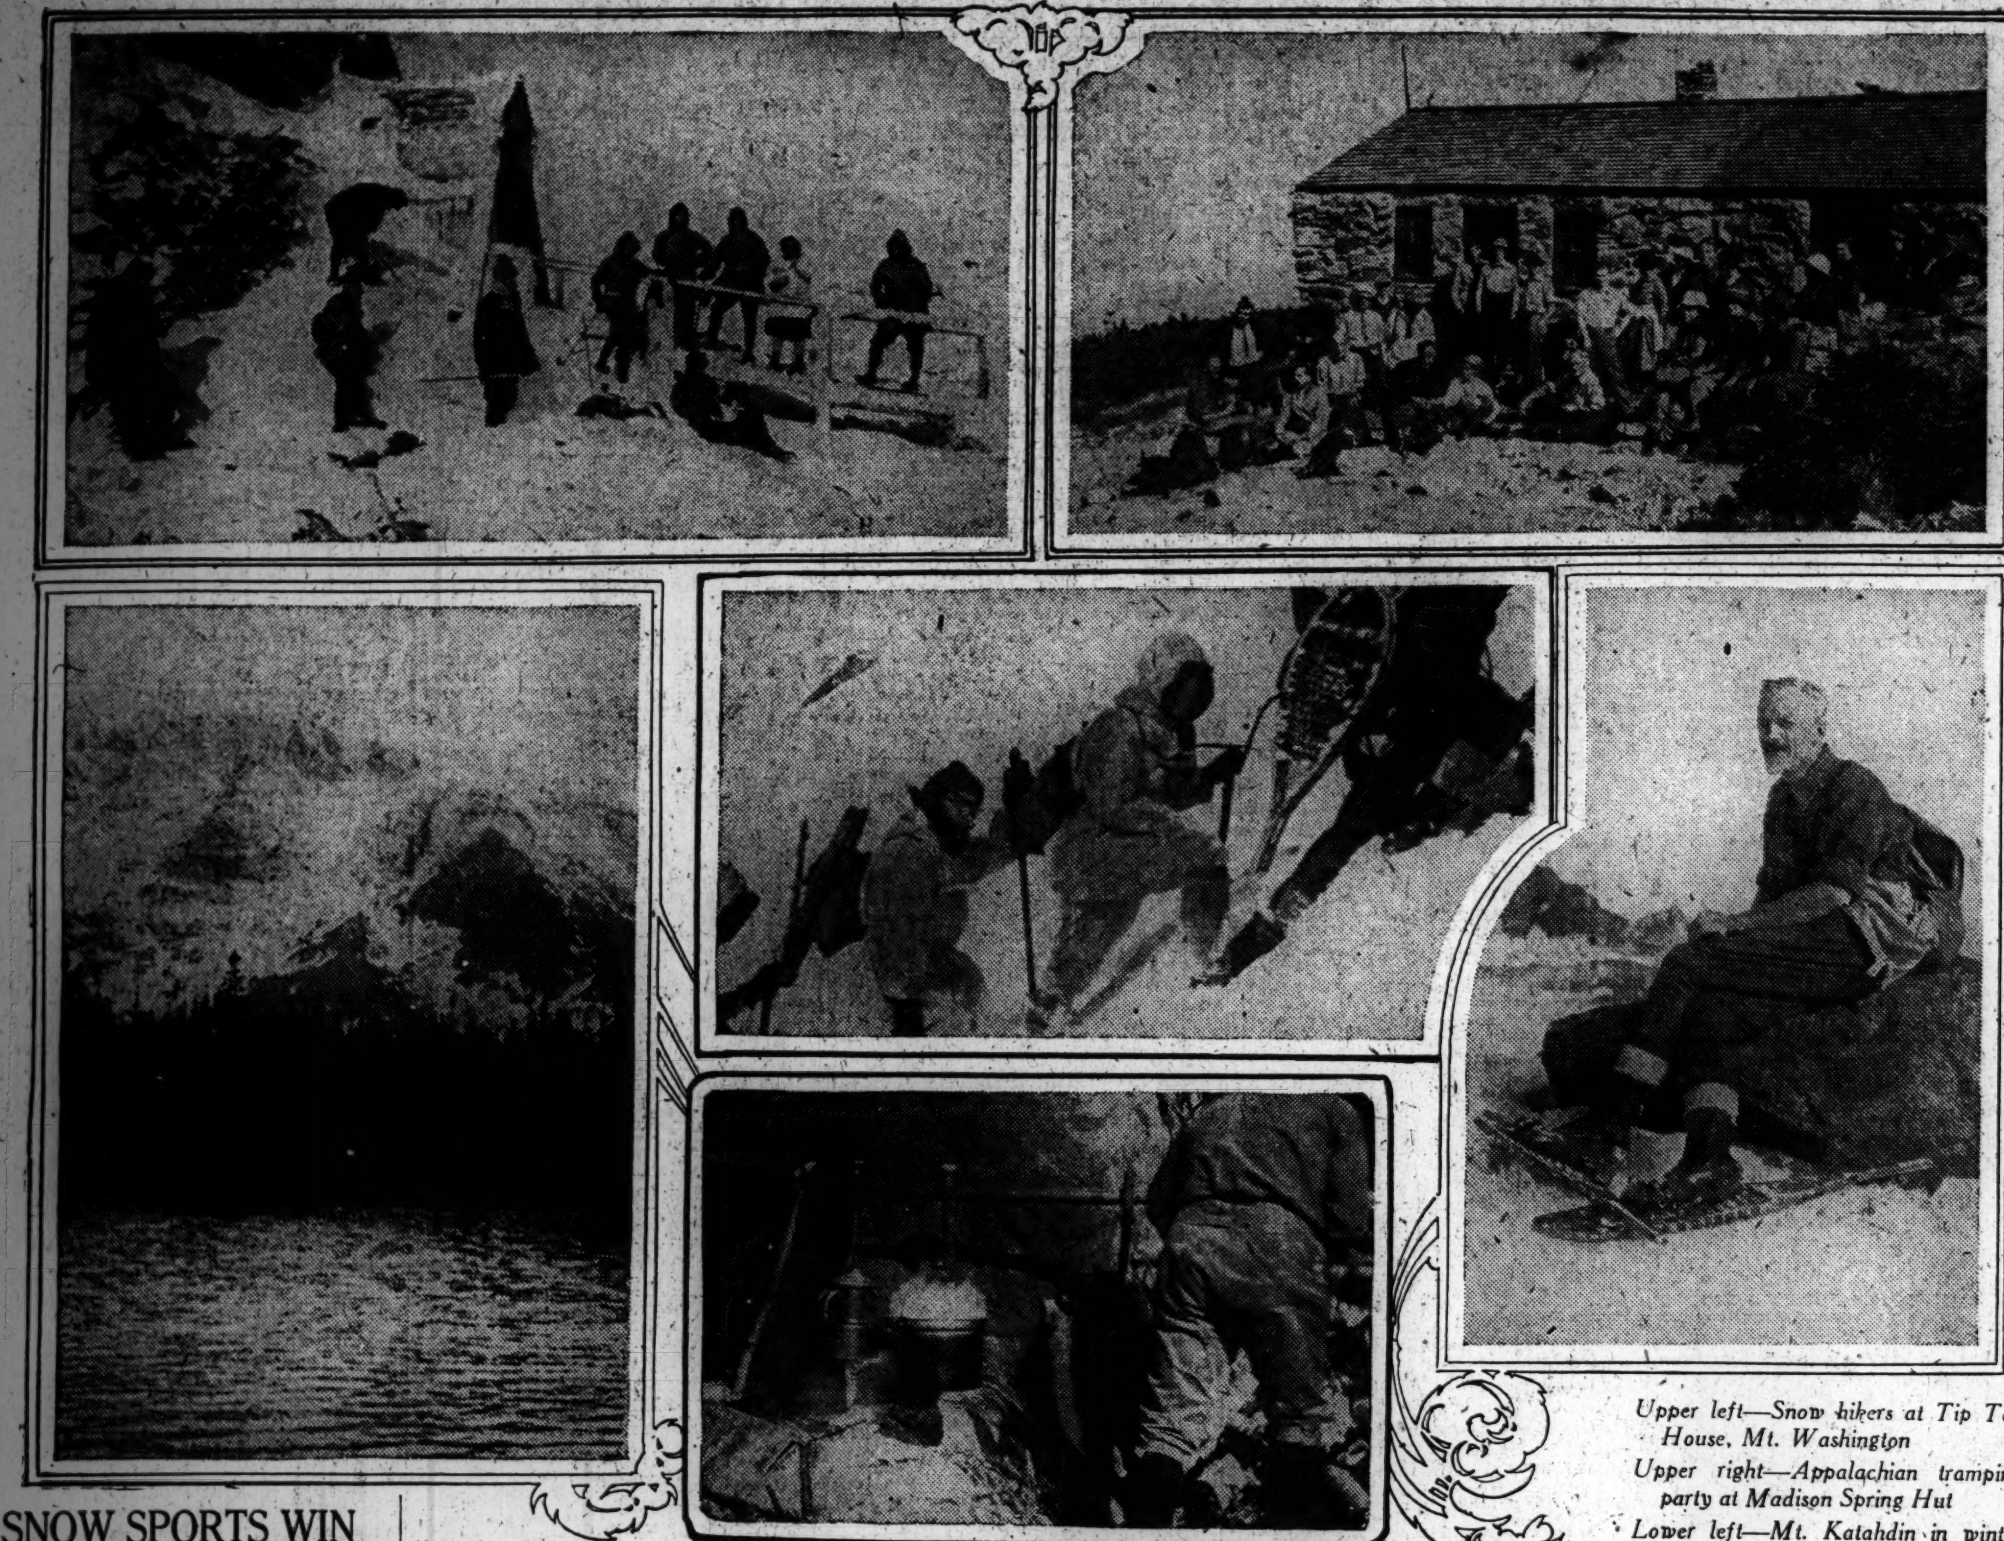 Upper left—Snow hikers at Tip T
House, Mt. Washington
Upper right—Appalachian trampin
party at Madison Spring Hut
Lower left—Mt. Katahdin in wint
SNOW SPORTS WIN